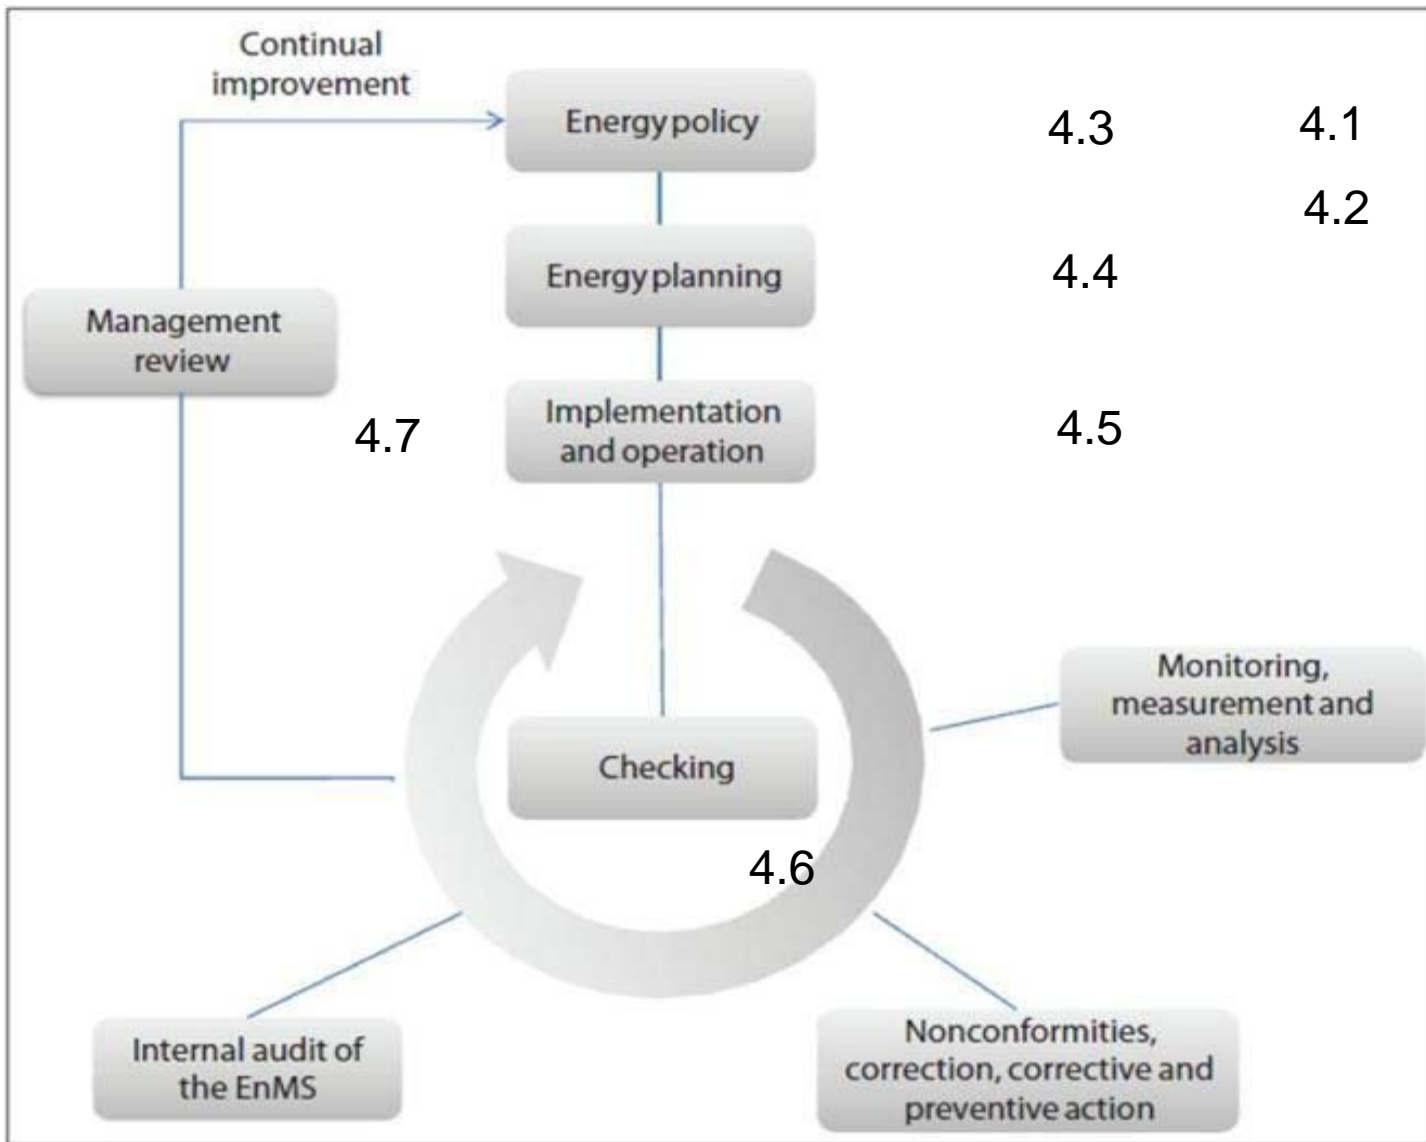 Continual
improvement
Energy policy
4.3
4.1
4.2
Energy planning
4.4
Management
review
4.7
Implementation
and operation
4.5
Monitoring,
measurement and
analysis
Checking
4.6
Internal audit of
the EnMS
Nonconformities,
correction, corrective and
preventive action